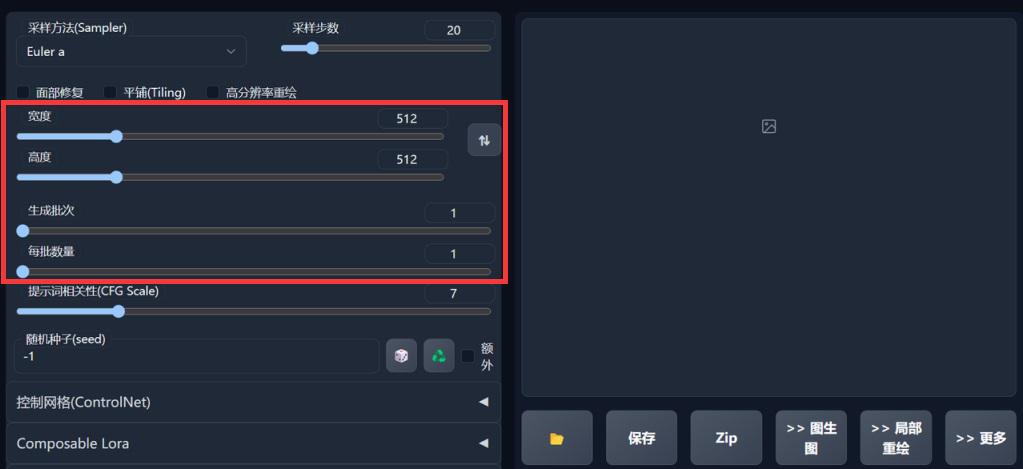 采样方法(Sampler)
采样步数
20
Euler a
面部修复
平铺(Tiling)
高分辨率重绘
宽度
512
高度
512
生成批次
1
每批数量
1
提示词相关性(CFG Scale)
7
随机种子(seed)
-1
额
外
控制网格(ControlNet)
Composable Lora
保存
Zip
>> 图生
图
>> 局部
重绘
>> 更多